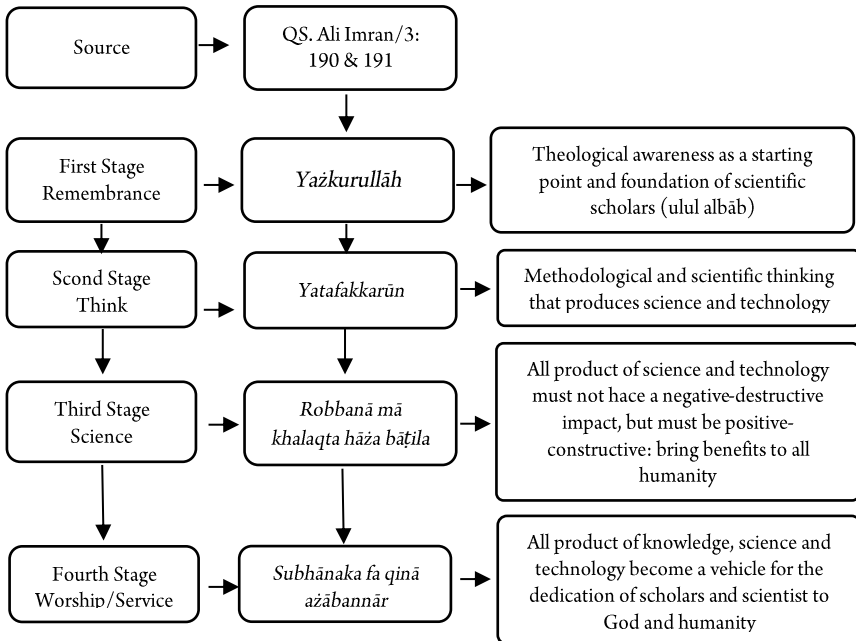 Source
QS. Ali Imran/3:
190 & 191
First Stage
Remembrance
Yażkurullāh
Theological awareness as a starting
point and foundation of scientific
scholars (ulul albāb)
Scond Stage
Think
Yatafakkarūn
Methodological and scientific thinking
that produces science and technology
Third Stage
Science
Robbanā mā
khalaqta hāża bāṭila
All product of science and technology
must not hace a negative-destructive
impact, but must be positive-
constructive: bring benefits to all
humanity
Fourth Stage
Worship/Service
Subhānaka fa qinā
ażābannār
All product of knowledge, science and
technology become a vehicle for the
dedication of scholars and scientist to
God and humanity